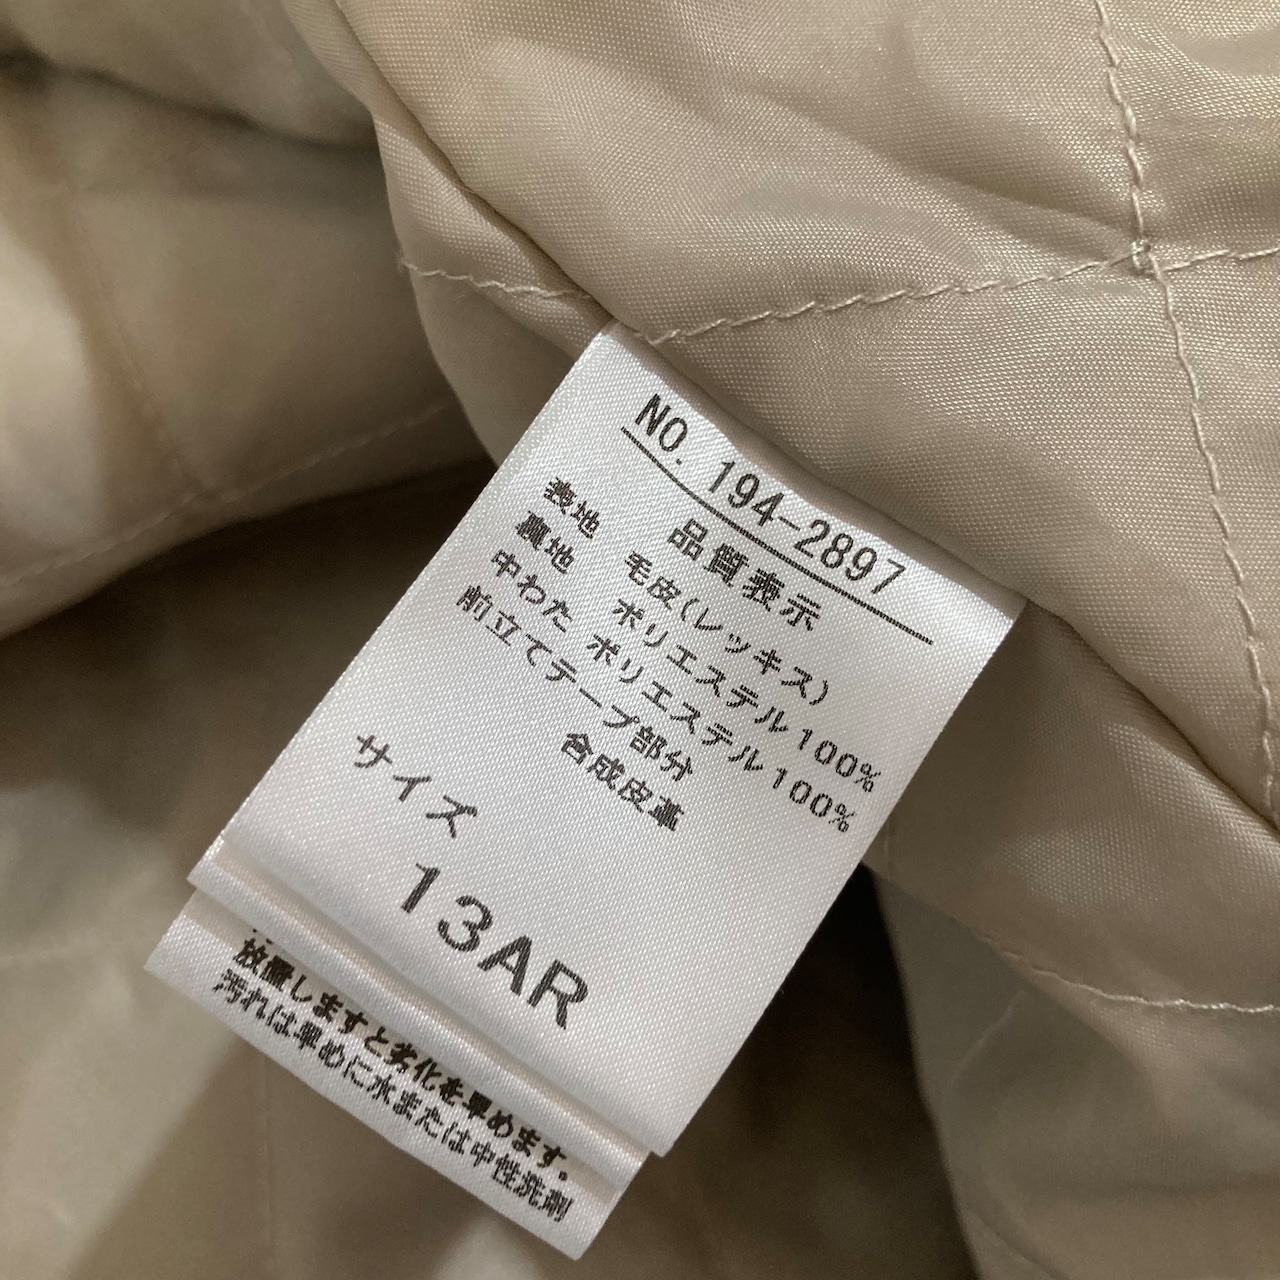 NO. 194-2897
品質表示
表地 毛皮(レッキス)
裏地 ポリエステル100%
中わた ポリエステル100%
前立てテープ部分
合成皮革
サイズ
13AR
放置しますと劣化を早めます。
汚れは早めに水または中性洗剤